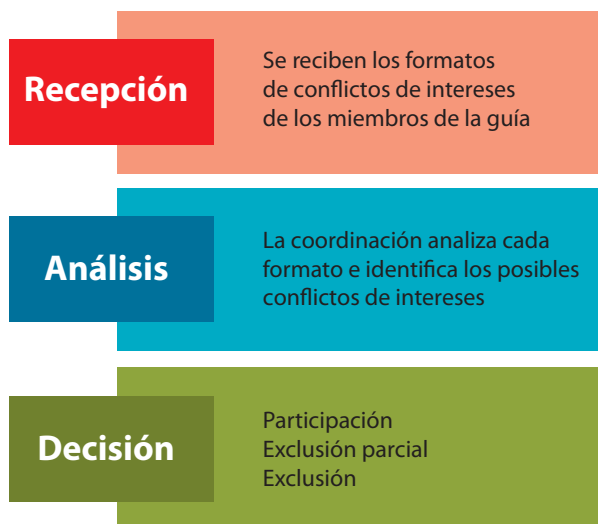 Recepción
Se reciben los formatos
de conflictos de intereses
de los miembros de la guía
Análisis
La coordinación analiza cada
formato e identifica los posibles
conflictos de intereses
Decisión
Participación
Exclusión parcial
Exclusión